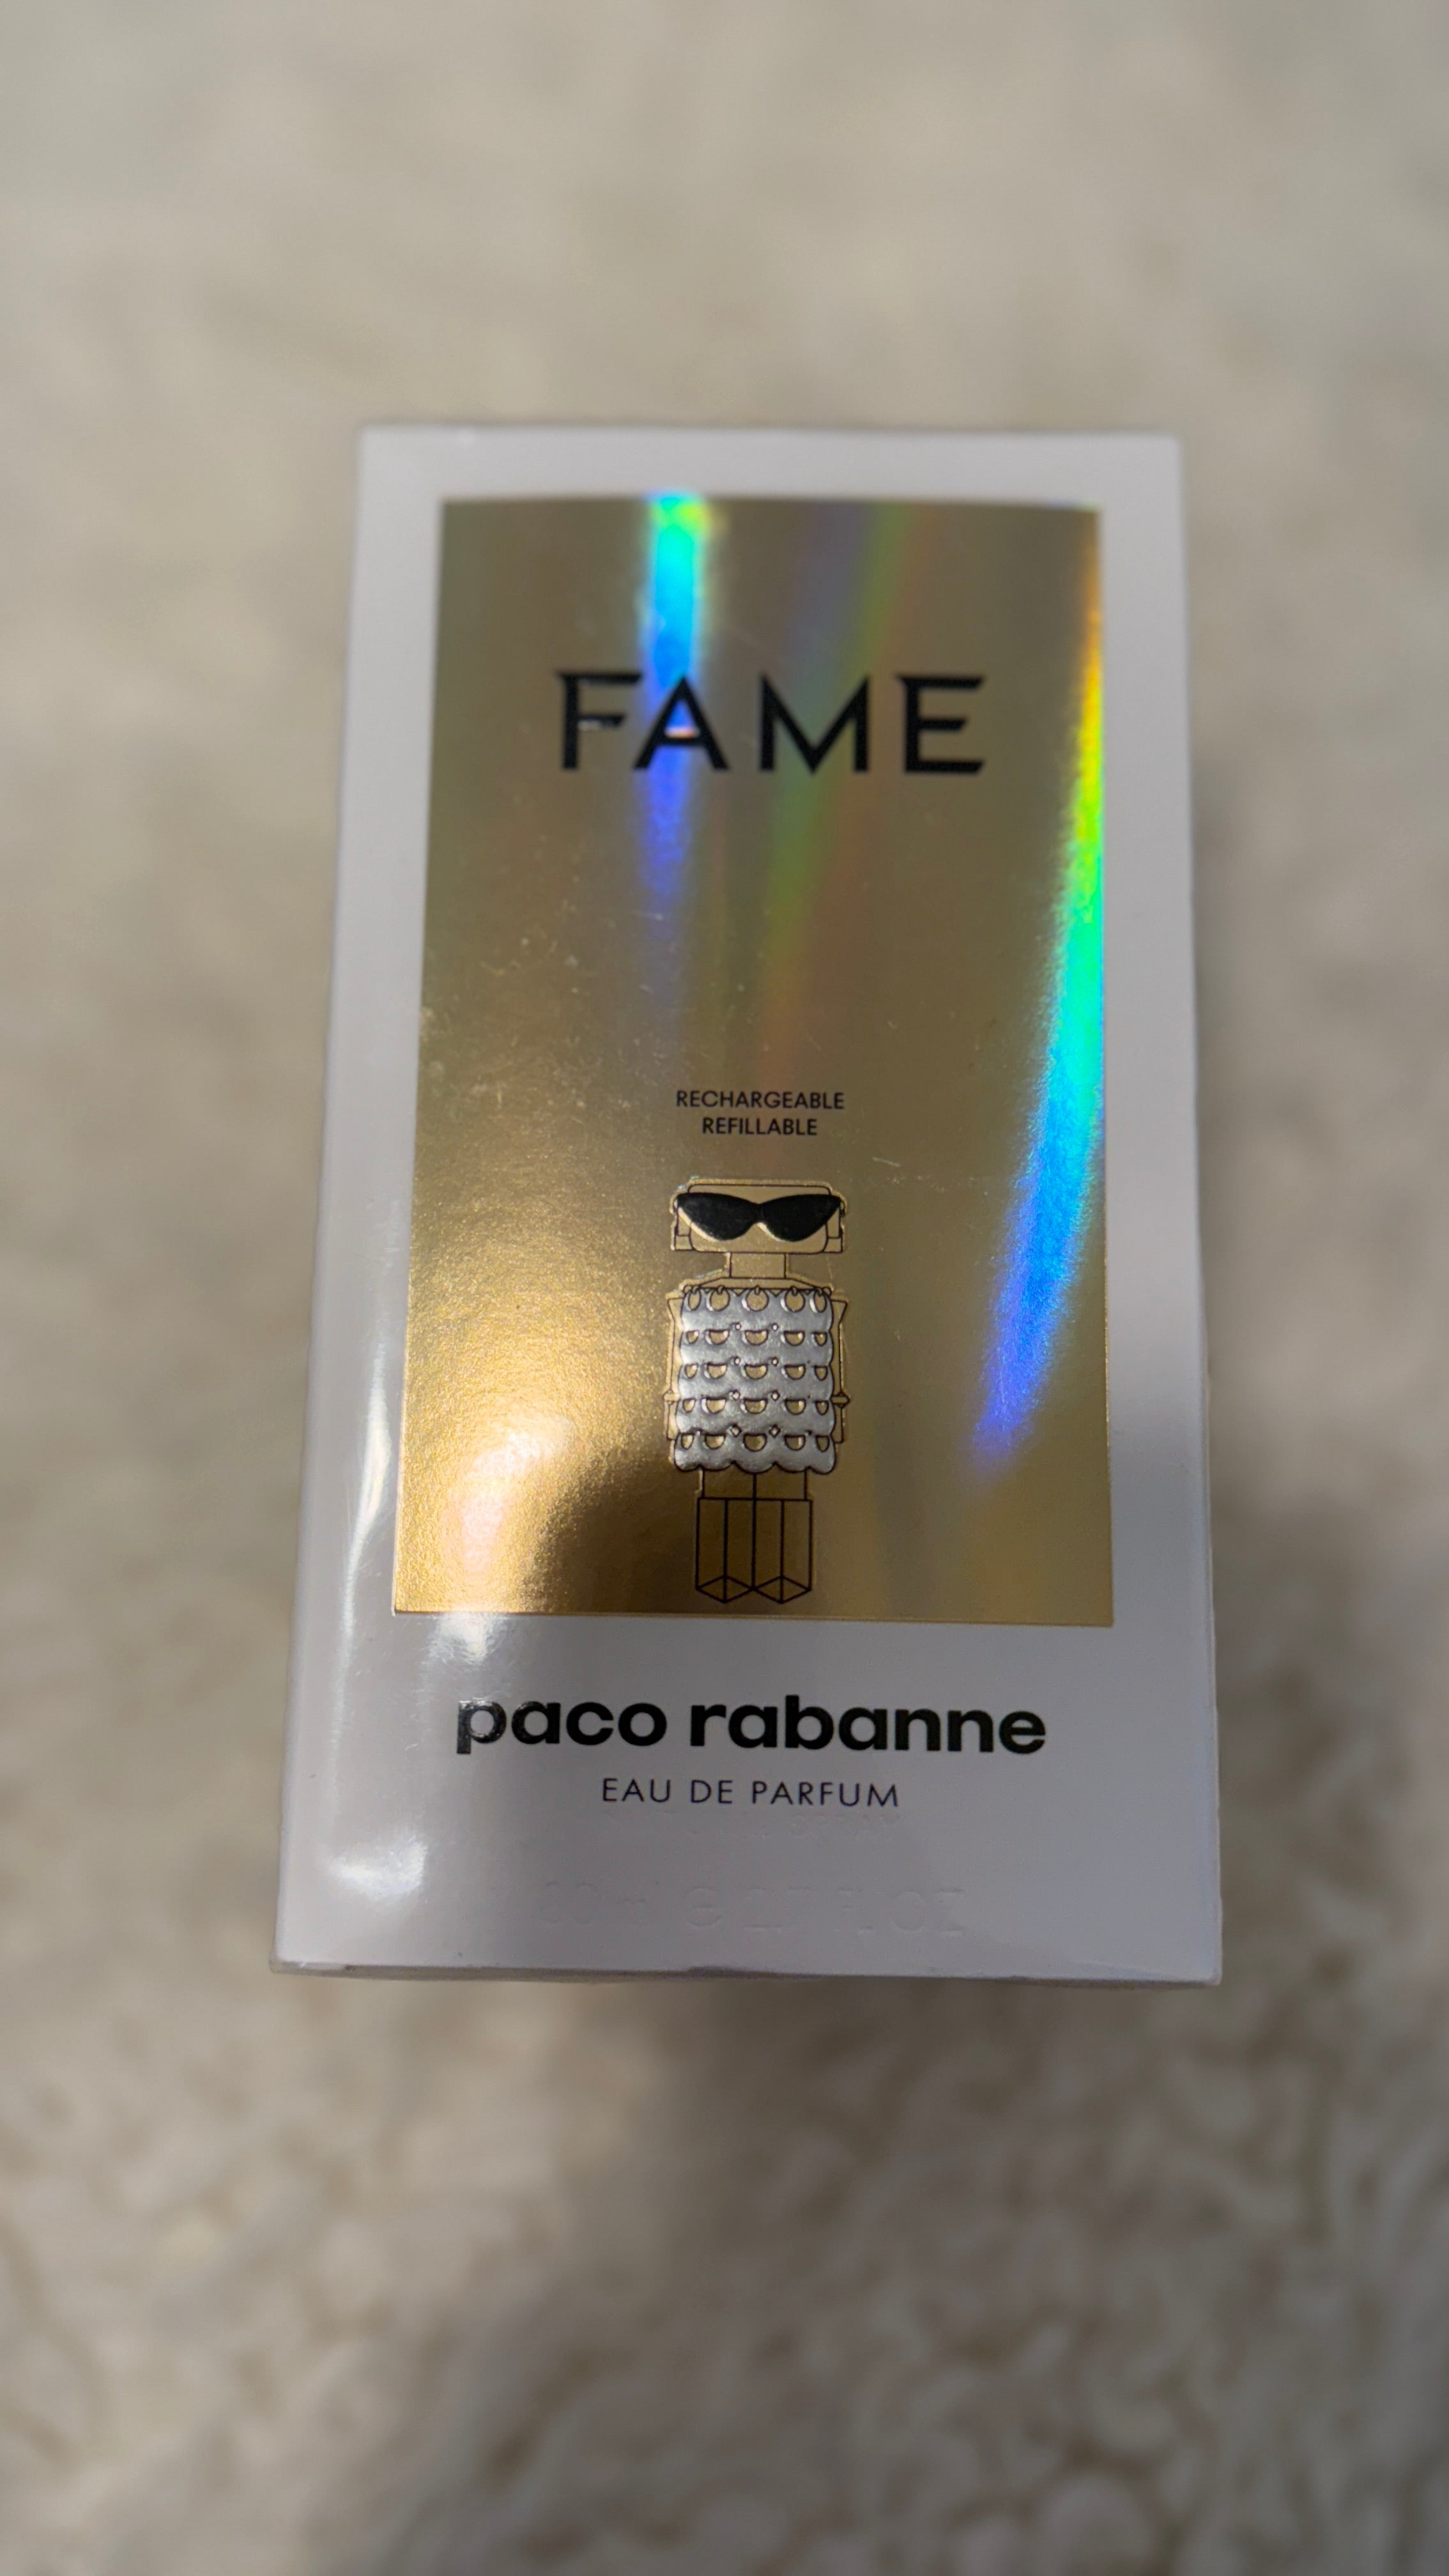 FAME
RECHARGEABLE
REFILLABLE
paco rabanne
EAU DE PARFUM